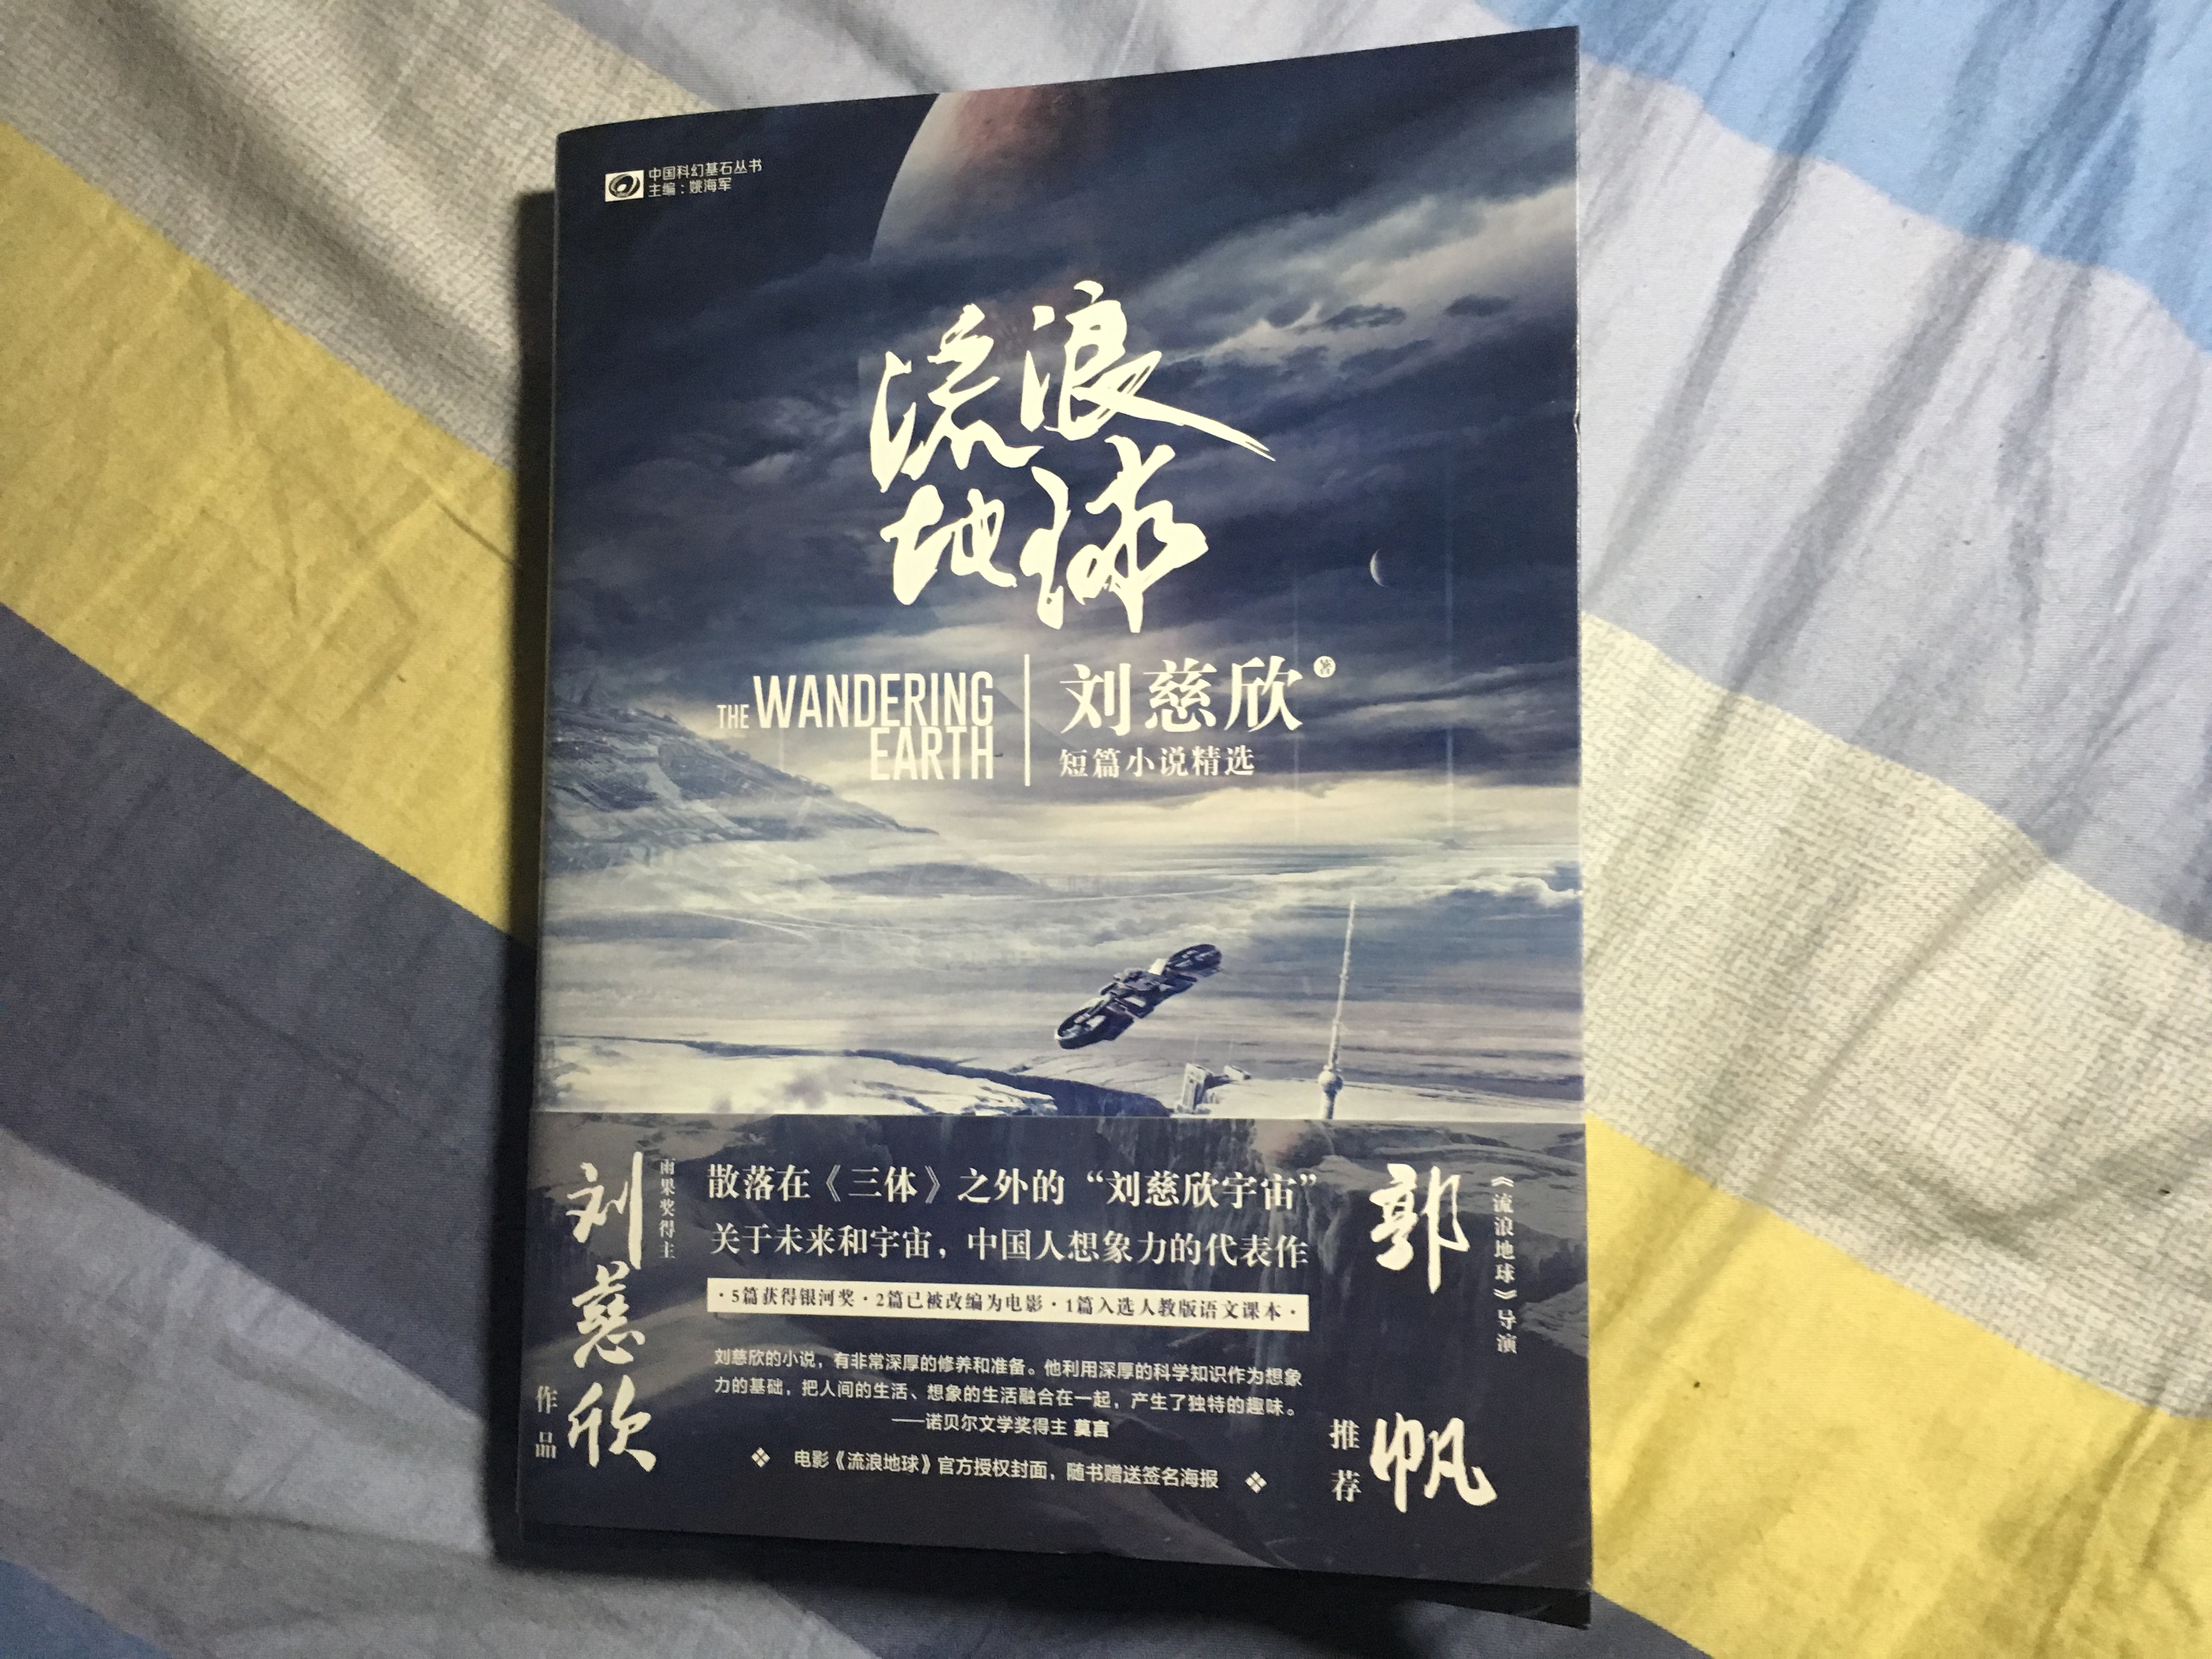 中国科幻基石丛书
主编：姚海军
流浪
地球
THE WANDERING
EARTH
刘慈欣 著
短篇小说精选
雨果奖得主
刘慈欣
作品
散落在《三体》之外的“刘慈欣宇宙”
关于未来和宇宙，中国人想象力的代表作
·5篇获得银河奖·2篇已被改编为电影·1篇入选人教版语文课本·
刘慈欣的小说，有非常深厚的修养和准备。他利用深厚的科学知识作为想象
力的基础，把人间的生活、想象的生活融合在一起，产生了独特的趣味。
——诺贝尔文学奖得主 莫言
电影《流浪地球》官方授权封面，随书赠送签名海报
《流浪地球》导演
郭帆
推荐